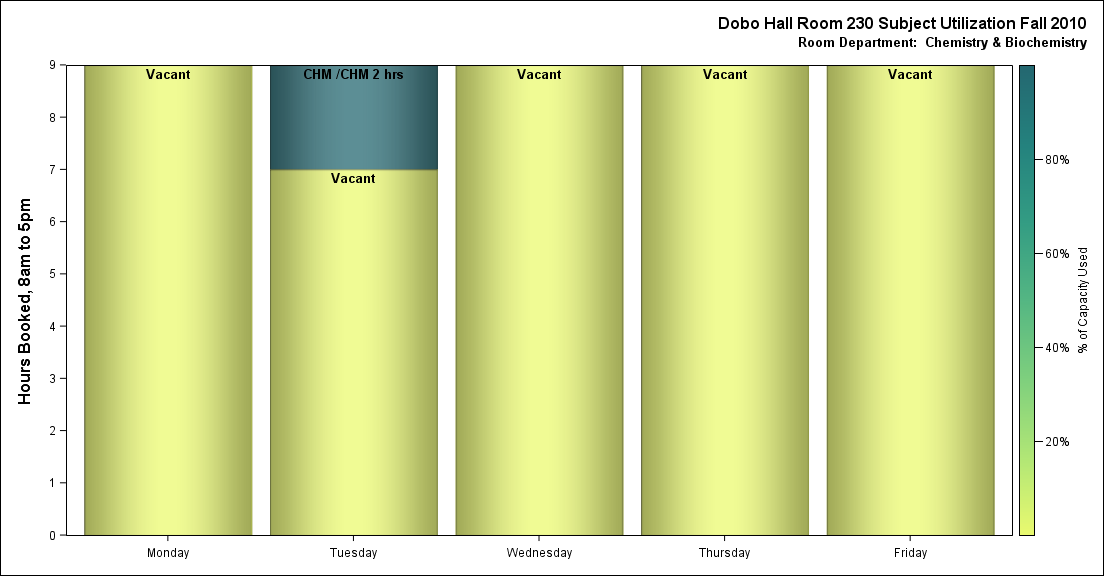 Dobo Hall Room 230 Subject Utilization Fall 2010
Room Department:  Chemistry & Biochemistry
Hours Booked, 8am to 5pm
9
8
7
6
5
4
3
2
1
0
Vacant
CHM /CHM 2 hrs
Vacant
Vacant
Vacant
Vacant
Monday
Tuesday
Wednesday
Thursday
Friday
80%
60%
40%
20%
% of Capacity Used